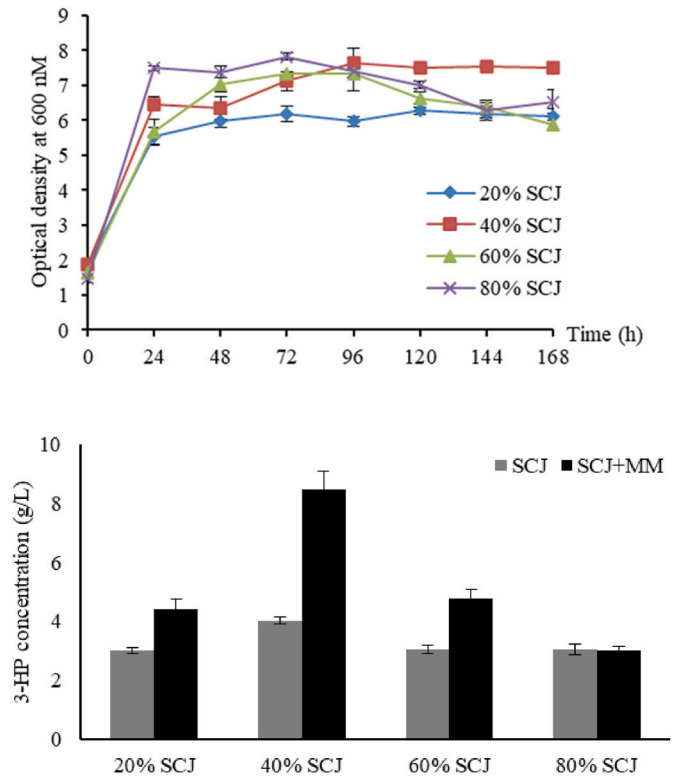 9
8
7
6
5
4
3
2
1
0
Optical density at 600 nM
20% SCJ
40% SCJ
60% SCJ
80% SCJ
Time (h)
0 24 48 72 96 120 144 168
10
8
6
4
2
0
3-HP concentration (g/L)
SCJ SCJ+MM
20% SCJ 40% SCJ 60% SCJ 80% SCJ